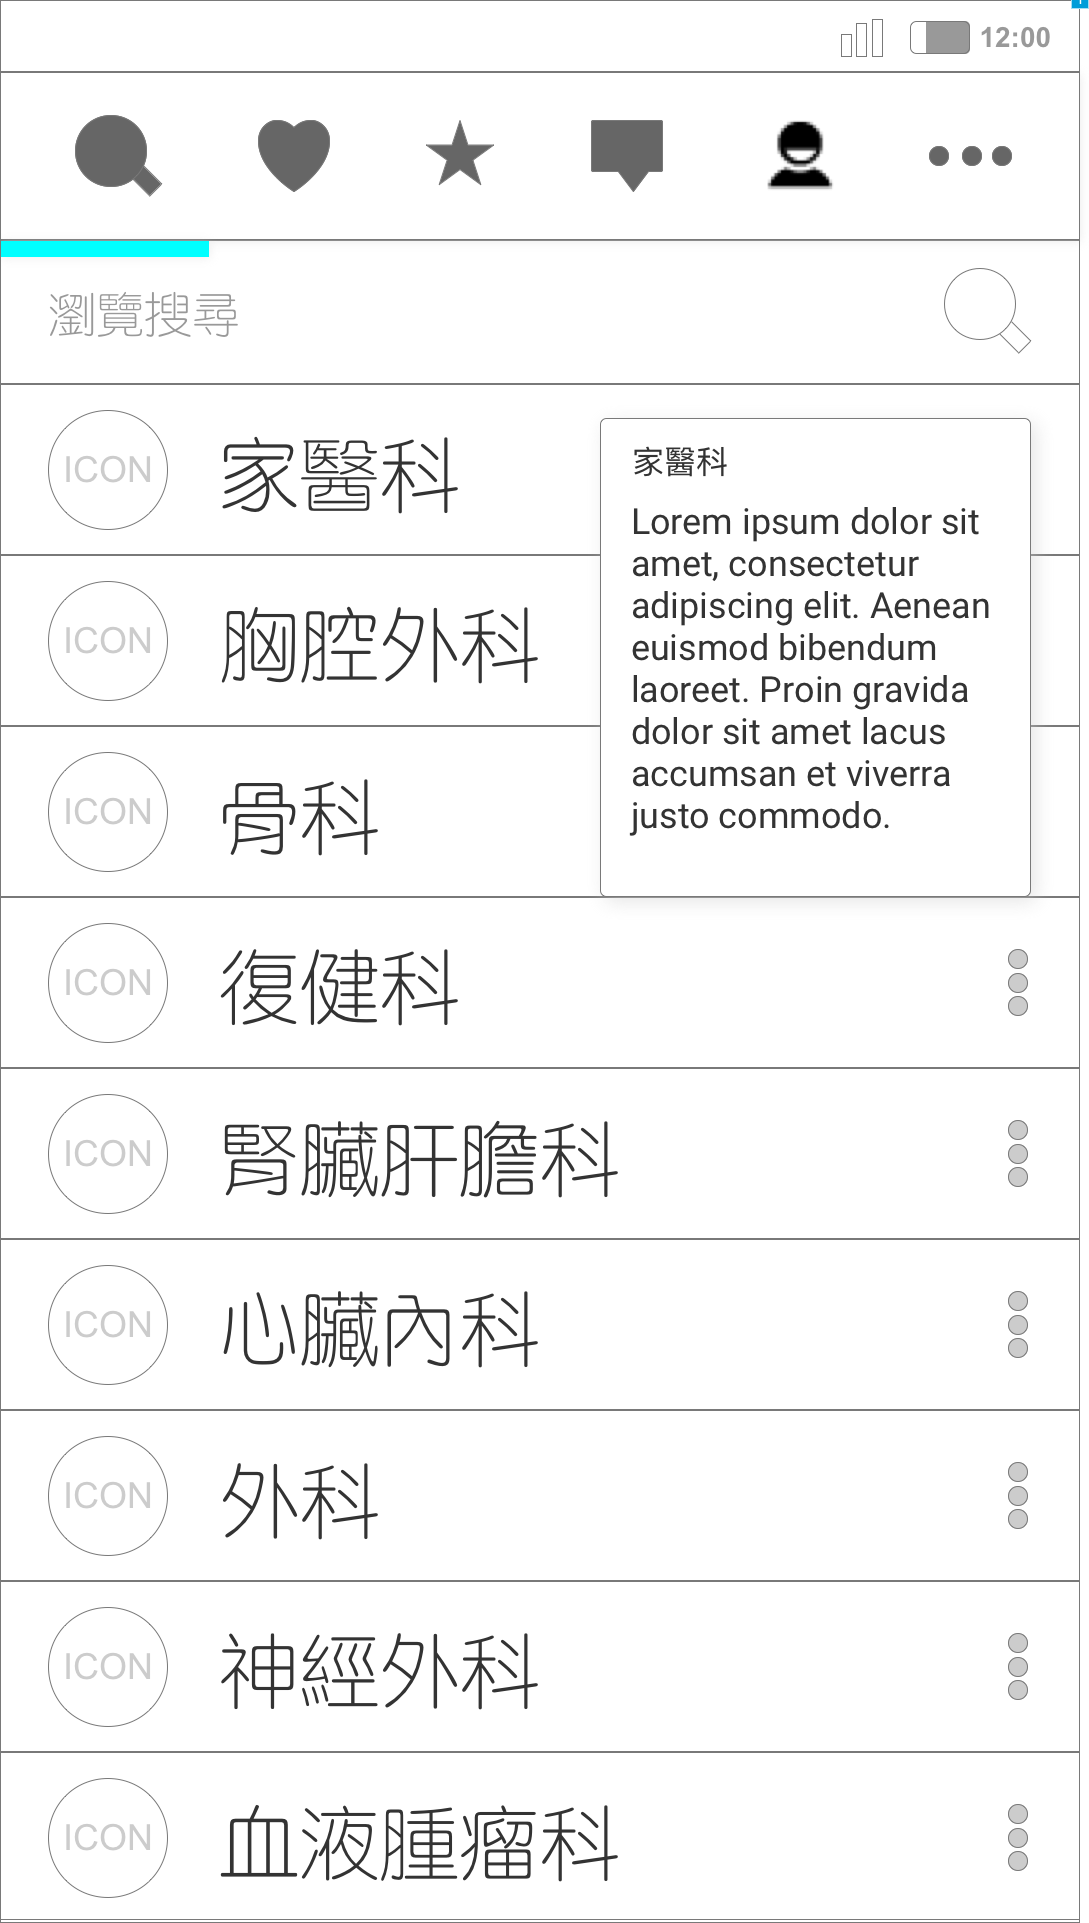 12:00
瀏覽搜尋
ICON
家醫科
家醫科
Lorem ipsum dolor sit
amet, consectetur
adipiscing elit. Aenean
euismod bibendum
laoreet. Proin gravida
dolor sit amet lacus
accumsan et viverra
justo commodo.
ICON
胸腔外科
ICON
骨科
ICON
復健科
ICON
腎臟肝膽科
ICON
心臟內科
ICON
外科
ICON
神經外科
ICON
血液腫瘤科